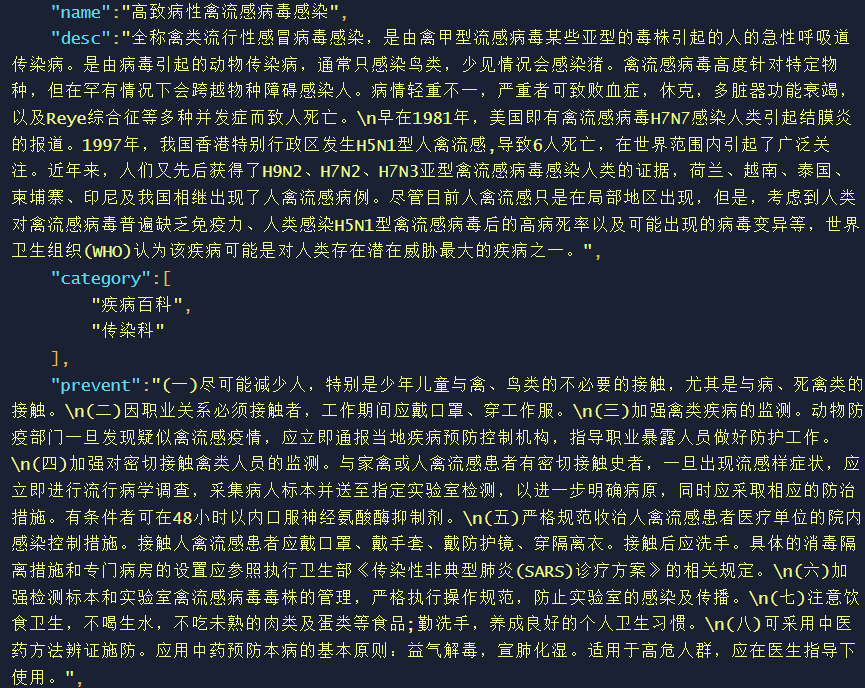 "name":"高致病性禽流感病毒感染",
"desc":"全称禽类流行性感冒病毒感染，是由禽甲型流感病毒某些亚型的毒株引起的人的急性呼吸道
传染病。是由病毒引起的动物传染病，通常只感染鸟类，少见情况会感染猪。禽流感病毒高度针对特定物
种，但在罕有情况下会跨越物种障碍感染人。病情轻重不一，严重者可致败血症，休克，多脏器功能衰竭，
以及Reye综合征等多种并发症而致人死亡。\n早在1981年，美国即有禽流感病毒H7N7感染人类引起结膜炎
的报道。1997年，我国香港特别行政区发生H5N1型人禽流感,导致6人死亡，在世界范围内引起了广泛关
注。近年来，人们又先后获得了H9N2、H7N2、H7N3亚型禽流感病毒感染人类的证据，荷兰、越南、泰国、
柬埔寨、印尼及我国相继出现了人禽流感病例。尽管目前人禽流感只是在局部地区出现，但是，考虑到人类
对禽流感病毒普遍缺乏免疫力、人类感染H5N1型禽流感病毒后的高病死率以及可能出现的病毒变异等，世界
卫生组织(WHO)认为该疾病可能是对人类存在潜在威胁最大的疾病之一。",
"category":[
"疾病百科",
"传染科"
],
"prevent":"(一)尽可能减少人，特别是少年儿童与禽、鸟类的不必要的接触，尤其是与病、死禽类的
接触。\n(二)因职业关系必须接触者，工作期间应戴口罩、穿工作服。\n(三)加强禽类疾病的监测。动物防
疫部门一旦发现疑似禽流感疫情，应立即通报当地疾病预防控制机构，指导职业暴露人员做好防护工作。
\n(四)加强对密切接触禽类人员的监测。与家禽或人禽流感患者有密切接触史者，一旦出现流感样症状，应
立即进行流行病学调查，采集病人标本并送至指定实验室检测，以进一步明确病原，同时应采取相应的防治
措施。有条件者可在48小时以内口服神经氨酸酶抑制剂。\n(五)严格规范收治人禽流感患者医疗单位的院内
感染控制措施。接触人禽流感患者应戴口罩、戴手套、戴防护镜、穿隔离衣。接触后应洗手。具体的消毒隔
离措施和专门病房的设置应参照执行卫生部《传染性非典型肺炎(SARS)诊疗方案》的相关规定。\n(六)加
强检测标本和实验室禽流感病毒毒株的管理，严格执行操作规范，防止实验室的感染及传播。\n(七)注意饮
食卫生，不喝生水，不吃未熟的肉类及蛋类等食品;勤洗手，养成良好的个人卫生习惯。\n(八)可采用中医
药方法辨证施防。应用中药预防本病的基本原则：益气解毒，宣肺化湿。适用于高危人群，应在医生指导下
使用。",